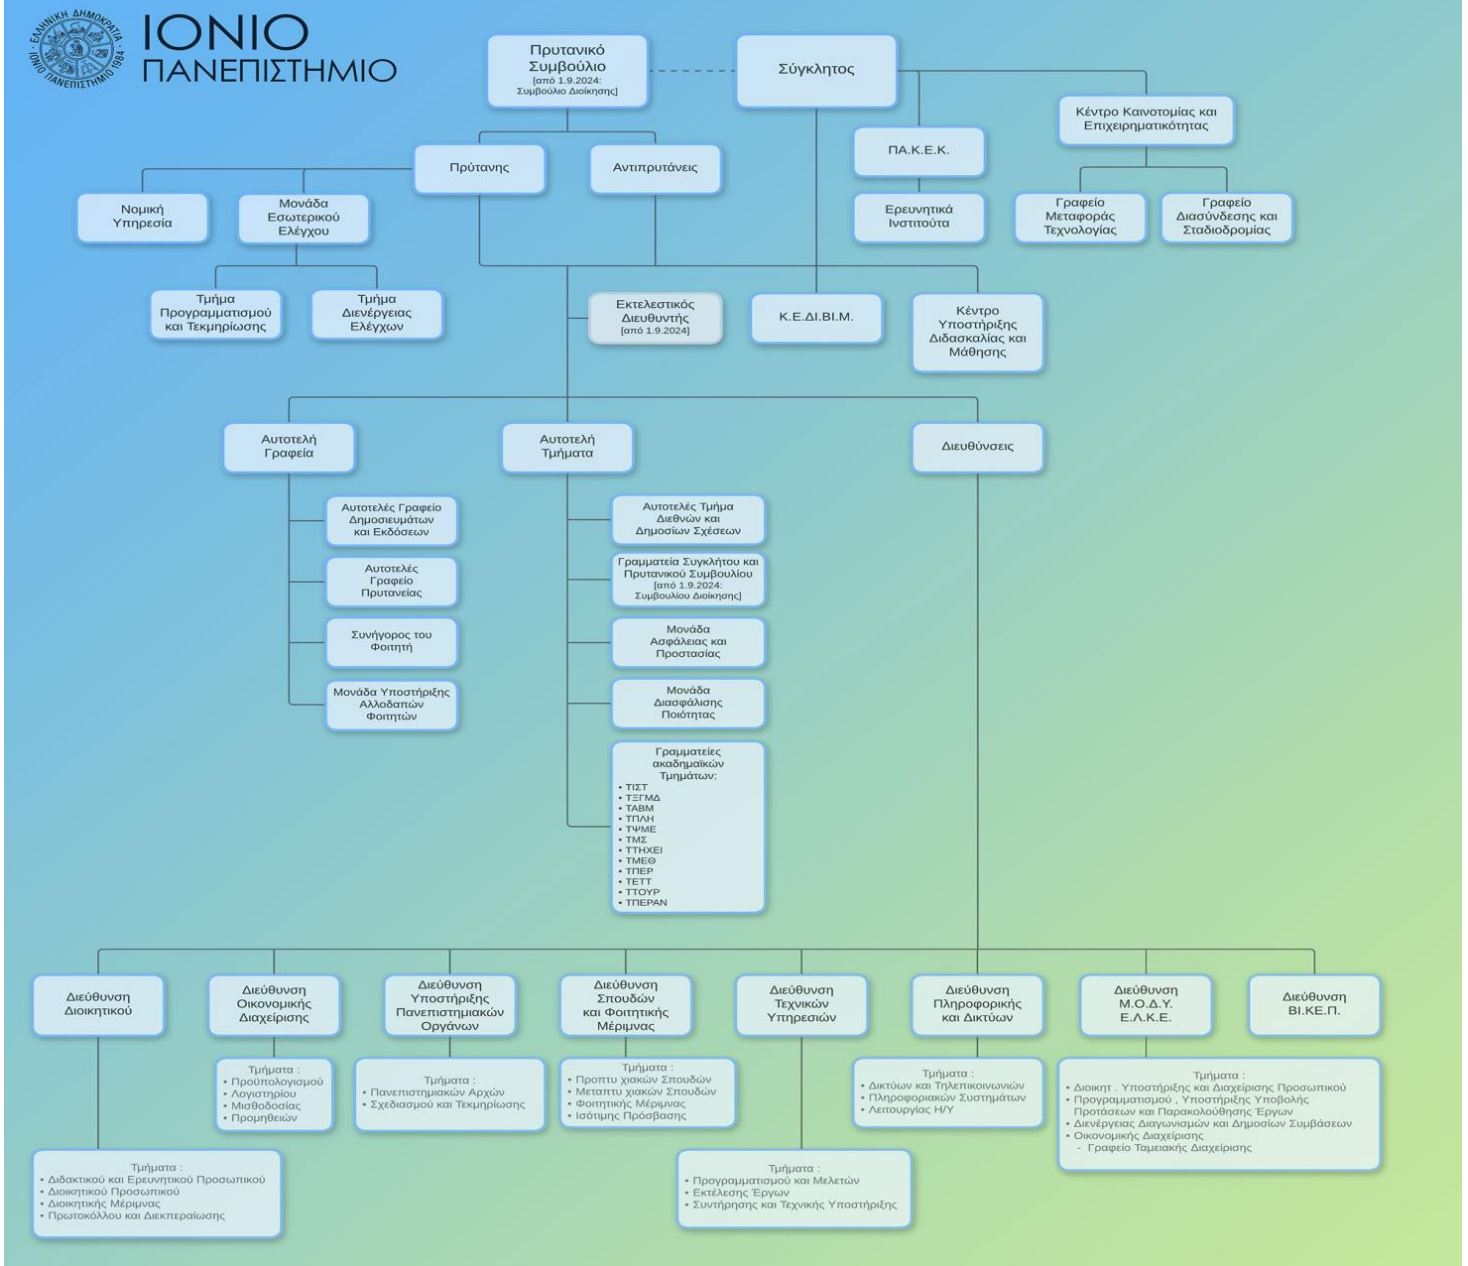 ΕΛΛΗΝΙΚΗ ΔΗΜΟΚΡΑΤΙΑ · ΙΟΝΙΟ ΠΑΝΕΠΙΣΤΗΜΙΟ 1984 ·
ΙΟΝΙΟ
ΠΑΝΕΠΙΣΤΗΜΙΟ
Πρυτανικό
Συμβούλιο
[από 1.9.2024:
Συμβούλιο Διοίκησης]
Σύγκλητος
Κέντρο Καινοτομίας και
Επιχειρηματικότητας
ΠΑ.Κ.Ε.Κ.
Πρύτανης
Αντιπρυτάνεις
Νομική
Υπηρεσία
Μονάδα
Εσωτερικού
Ελέγχου
Ερευνητικά
Ινστιτούτα
Γραφείο
Μεταφοράς
Τεχνολογίας
Γραφείο
Διασύνδεσης και
Σταδιοδρομίας
Τμήμα
Προγραμματισμού
και Τεκμηρίωσης
Τμήμα
Διενέργειας
Ελέγχων
Εκτελεστικός
Διευθυντής
[από 1.9.2024]
Κ.Ε.ΔΙ.ΒΙ.Μ.
Κέντρο
Υποστήριξης
Διδασκαλίας και
Μάθησης
Αυτοτελή
Γραφεία
Αυτοτελή
Τμήματα
Διευθύνσεις
Αυτοτελές Γραφείο
Δημοσιευμάτων
και Εκδόσεων
Αυτοτελές
Γραφείο
Πρυτανείας
Συνήγορος του
Φοιτητή
Μονάδα Υποστήριξης
Αλλοδαπών
Φοιτητών
Αυτοτελές Τμήμα
Διεθνών και
Δημοσίων Σχέσεων
Γραμματεία Συγκλήτου και
Πρυτανικού Συμβουλίου
[από 1.9.2024:
Συμβουλίου Διοίκησης]
Μονάδα
Ασφάλειας και
Προστασίας
Μονάδα
Διασφάλισης
Ποιότητας
Γραμματείες
ακαδημαϊκών
Τμημάτων:
• ΤΙΣΤ
• ΤΞΓΜΔ
• ΤΑΒΜ
• ΤΠΛΗ
• ΤΨΜΕ
• ΤΜΣ
• ΤΤΗΧΕΙ
• ΤΜΕΘ
• ΤΠΕΡ
• ΤΕΤΤ
• ΤΤΟΥΡ
• ΤΠΕΡΑΝ
Διεύθυνση
Διοικητικού
Διεύθυνση
Οικονομικής
Διαχείρισης
Διεύθυνση
Υποστήριξης
Πανεπιστημιακών
Οργάνων
Διεύθυνση
Σπουδών
και Φοιτητικής
Μέριμνας
Διεύθυνση
Τεχνικών
Υπηρεσιών
Διεύθυνση
Πληροφορικής
και Δικτύων
Διεύθυνση
Μ.Ο.Δ.Υ.
Ε.Λ.Κ.Ε.
Διεύθυνση
ΒΙ.ΚΕ.Π.
Τμήματα :
• Προϋπολογισμού
• Λογιστηρίου
• Μισθοδοσίας
• Προμηθειών
Τμήματα :
• Πανεπιστημιακών Αρχών
• Σχεδιασμού και Τεκμηρίωσης
Τμήματα :
• Προπτυ χιακών Σπουδών
• Μεταπτυ χιακών Σπουδών
• Φοιτητικής Μέριμνας
• Ισότιμης Πρόσβασης
Τμήματα :
• Δικτύων και Τηλεπικοινωνιών
• Πληροφοριακών Συστημάτων
• Λειτουργίας Η/Υ
Τμήματα :
• Διοικητ . Υποστήριξης και Διαχείρισης Προσωπικού
• Προγραμματισμού , Υποστήριξης Υποβολής
Προτάσεων και Παρακολούθησης Έργων
• Διενέργειας Διαγωνισμών και Δημοσίων Συμβάσεων
• Οικονομικής Διαχείρισης
- Γραφείο Ταμειακής Διαχείρισης
Τμήματα :
• Διδακτικού και Ερευνητικού Προσωπικού
• Διοικητικού Προσωπικού
• Διοικητικής Μέριμνας
• Πρωτοκόλλου και Διεκπεραίωσης
Τμήματα :
• Προγραμματισμού και Μελετών
• Εκτέλεσης Έργων
• Συντήρησης και Τεχνικής Υποστήριξης